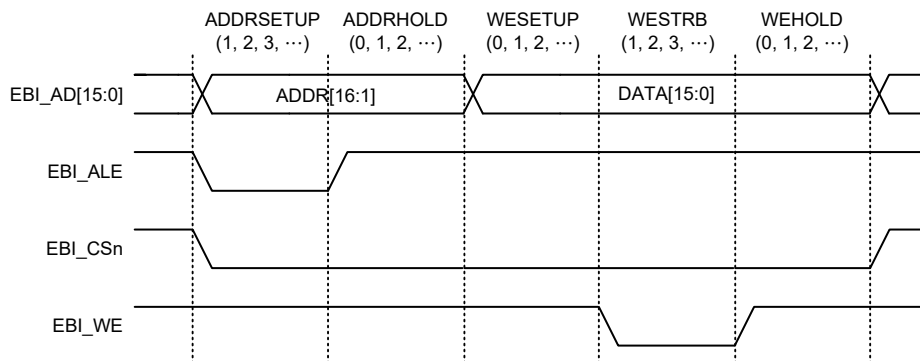 ADDRSETUP ADDRHOLD WESETUP WESTRB WEHOLD
(1, 2, 3, ⋯) (0, 1, 2, ⋯) (0, 1, 2, ⋯) (1, 2, 3, ⋯) (0, 1, 2, ⋯)
EBI_AD[15:0] ADDR[16:1] DATA[15:0]
EBI_ALE
EBI_CSn
EBI_WE